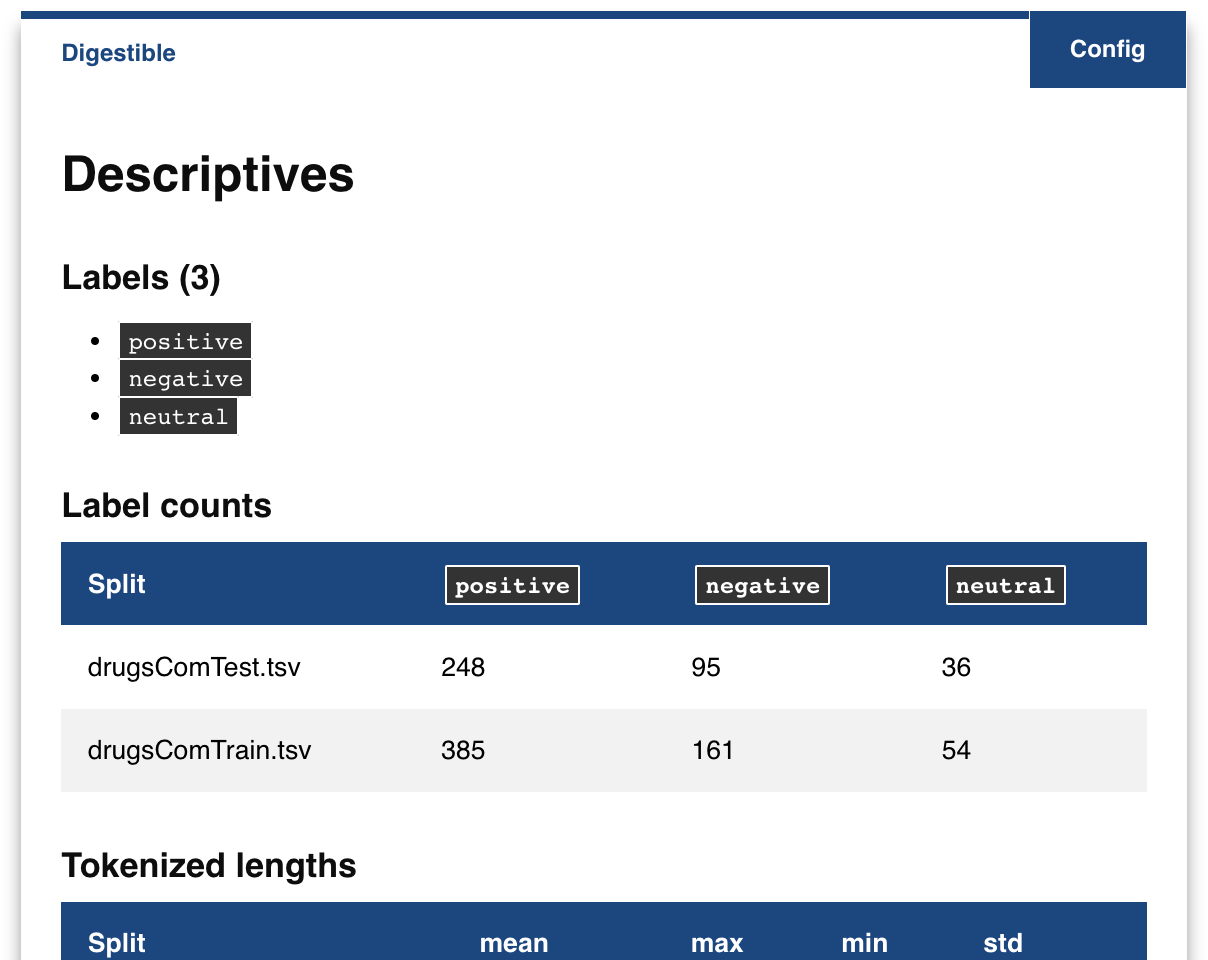 Digestible
Config
Descriptives
Labels (3)
positive
negative
neutral
Label counts
Split positive negative neutral
drugsComTest.tsv 248 95 36
drugsComTrain.tsv 385 161 54
Tokenized lengths
Split mean max min std